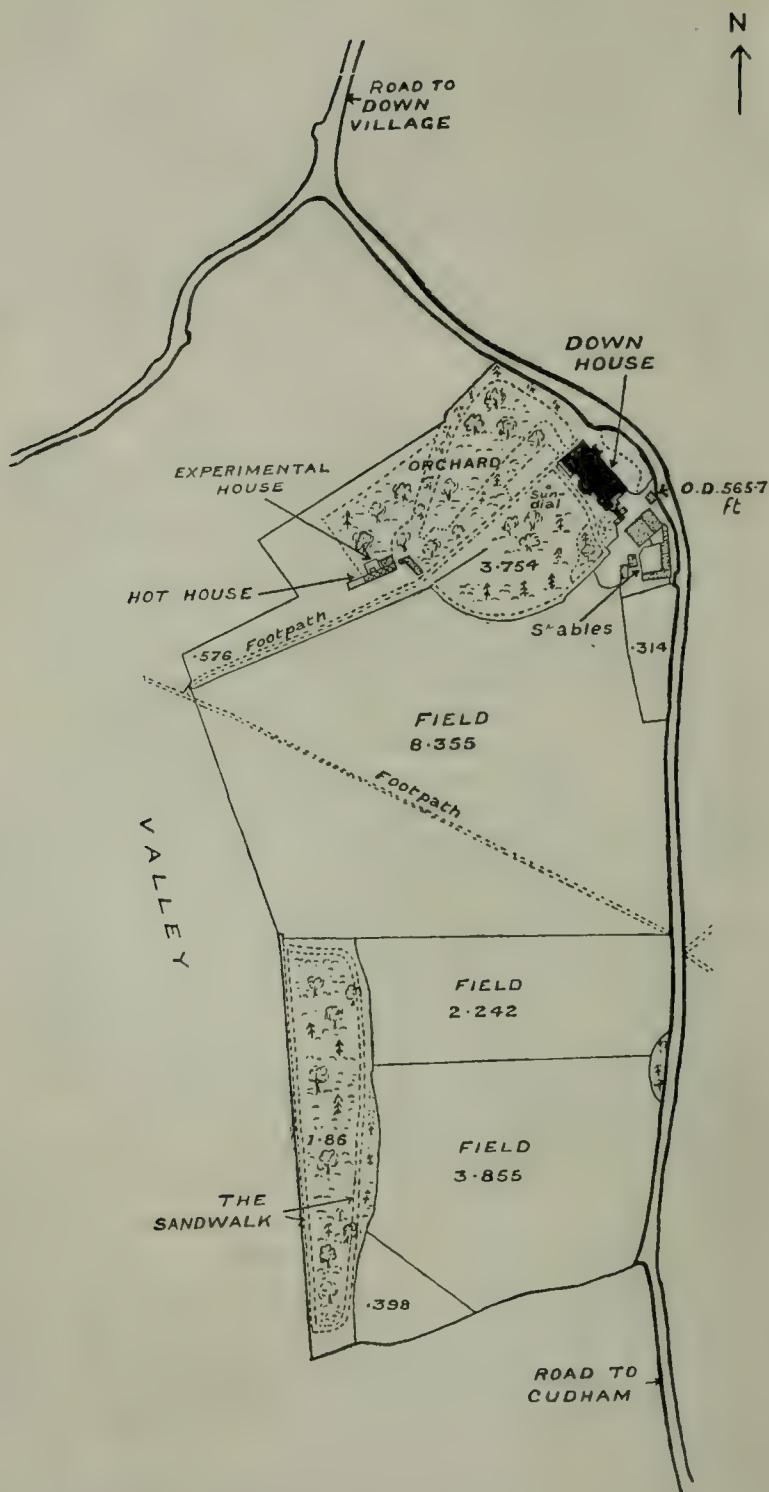 N
ROAD TO
DOWN
VILLAGE
DOWN
HOUSE
ORCHARD
EXPERIMENTAL
HOUSE
Sun-
dial
O.D. 565·7
ft
3·754
HOT HOUSE
Stables
·576
Footpath
·314
FIELD
8·355
Footpath
VALLEY
FIELD
2·242
1·86
FIELD
3·855
THE
SANDWALK
·398
ROAD TO
CUDHAM